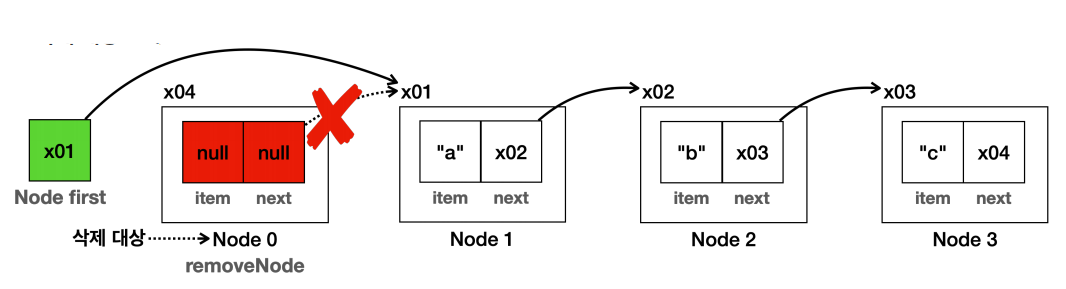 x04
x01
x02
x03
x01
null
null
"a"
x02
"b"
x03
"c"
x04
Node first
item
next
item
next
item
next
item
next
삭제 대상
Node 0
Node 1
Node 2
Node 3
removeNode